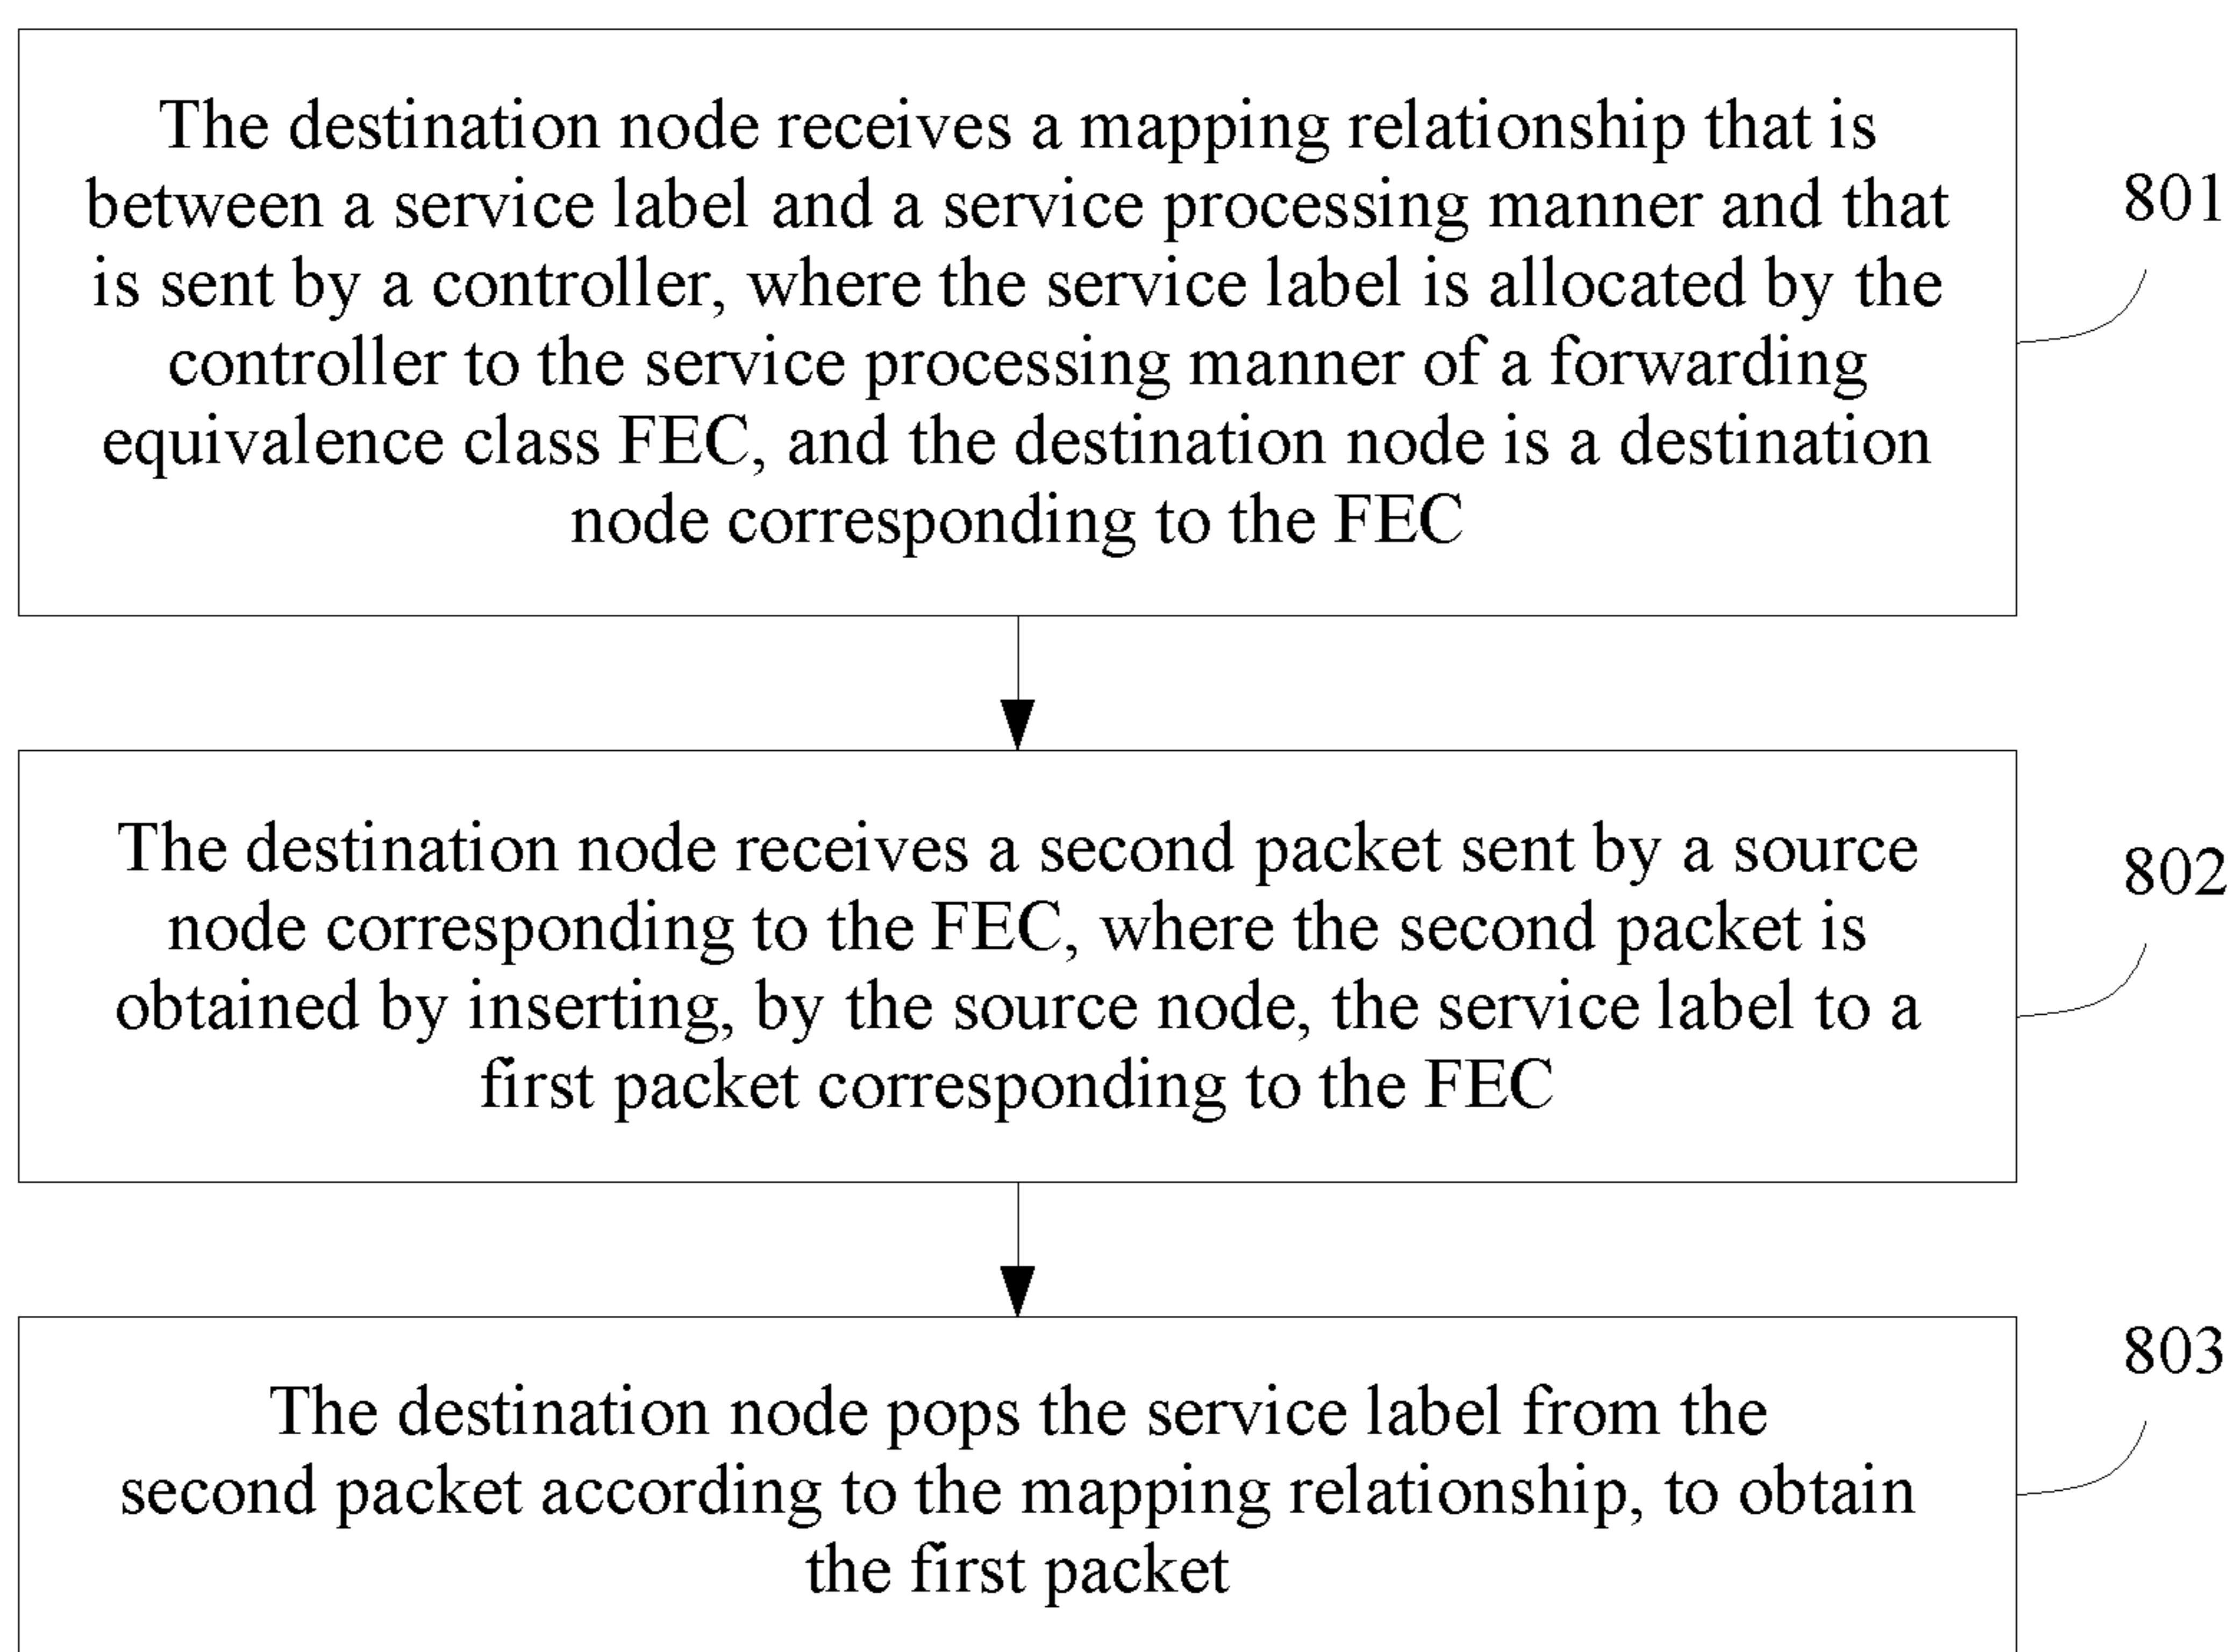 The destination node receives a mapping relationship that is
between a service label and a service processing manner and that
is sent by a controller, where the service label is allocated by the
controller to the service processing manner of a forwarding
equivalence class FEC, and the destination node is a destination
node corresponding to the FEC
801
The destination node receives a second packet sent by a source
node corresponding to the FEC, where the second packet is
obtained by inserting, by the source node, the service label to a
first packet corresponding to the FEC
802
The destination node pops the service label from the
second packet according to the mapping relationship, to obtain
the first packet
803